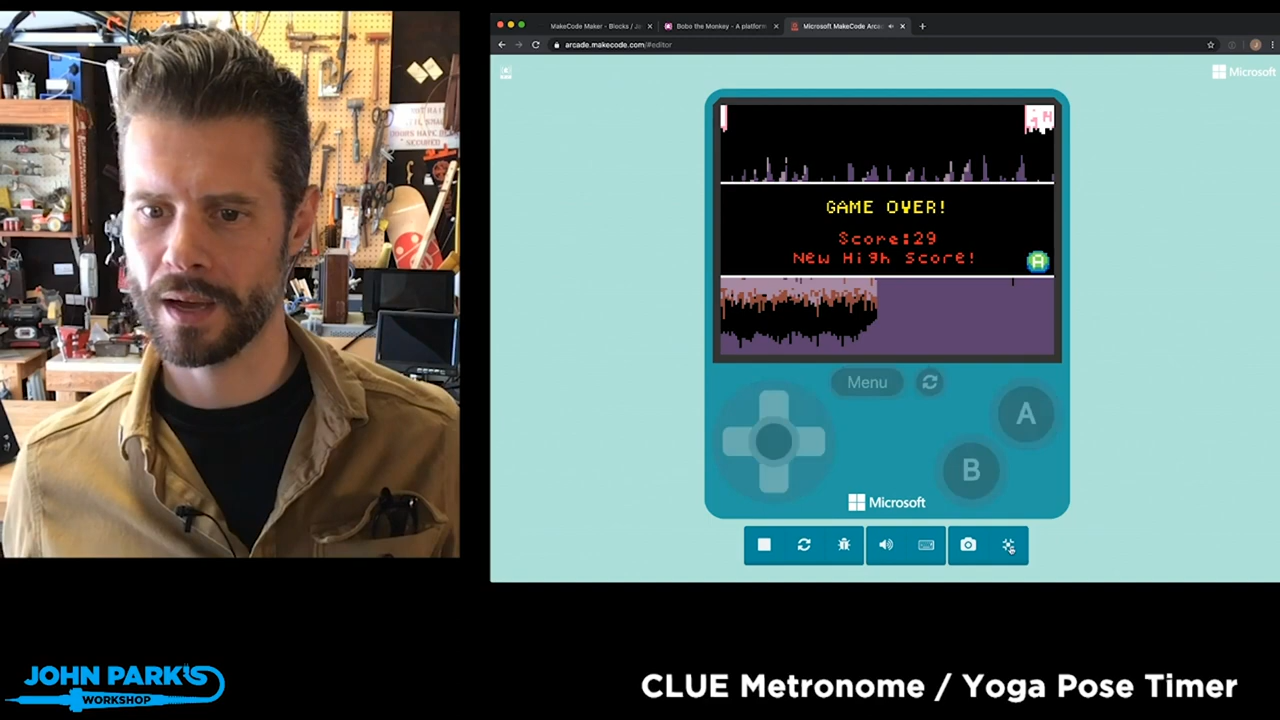 MakeCode Maker - Blocks / Ja
Bobo the Monkey - A platform
Microsoft MakeCode Arca
arcade.makecode.com/#editor
Microsoft
GAME OVER!
Score:29
New High Score!
A
Menu
A
B
Microsoft
JOHN PARK'S
WORKSHOP
CLUE Metronome / Yoga Pose Timer